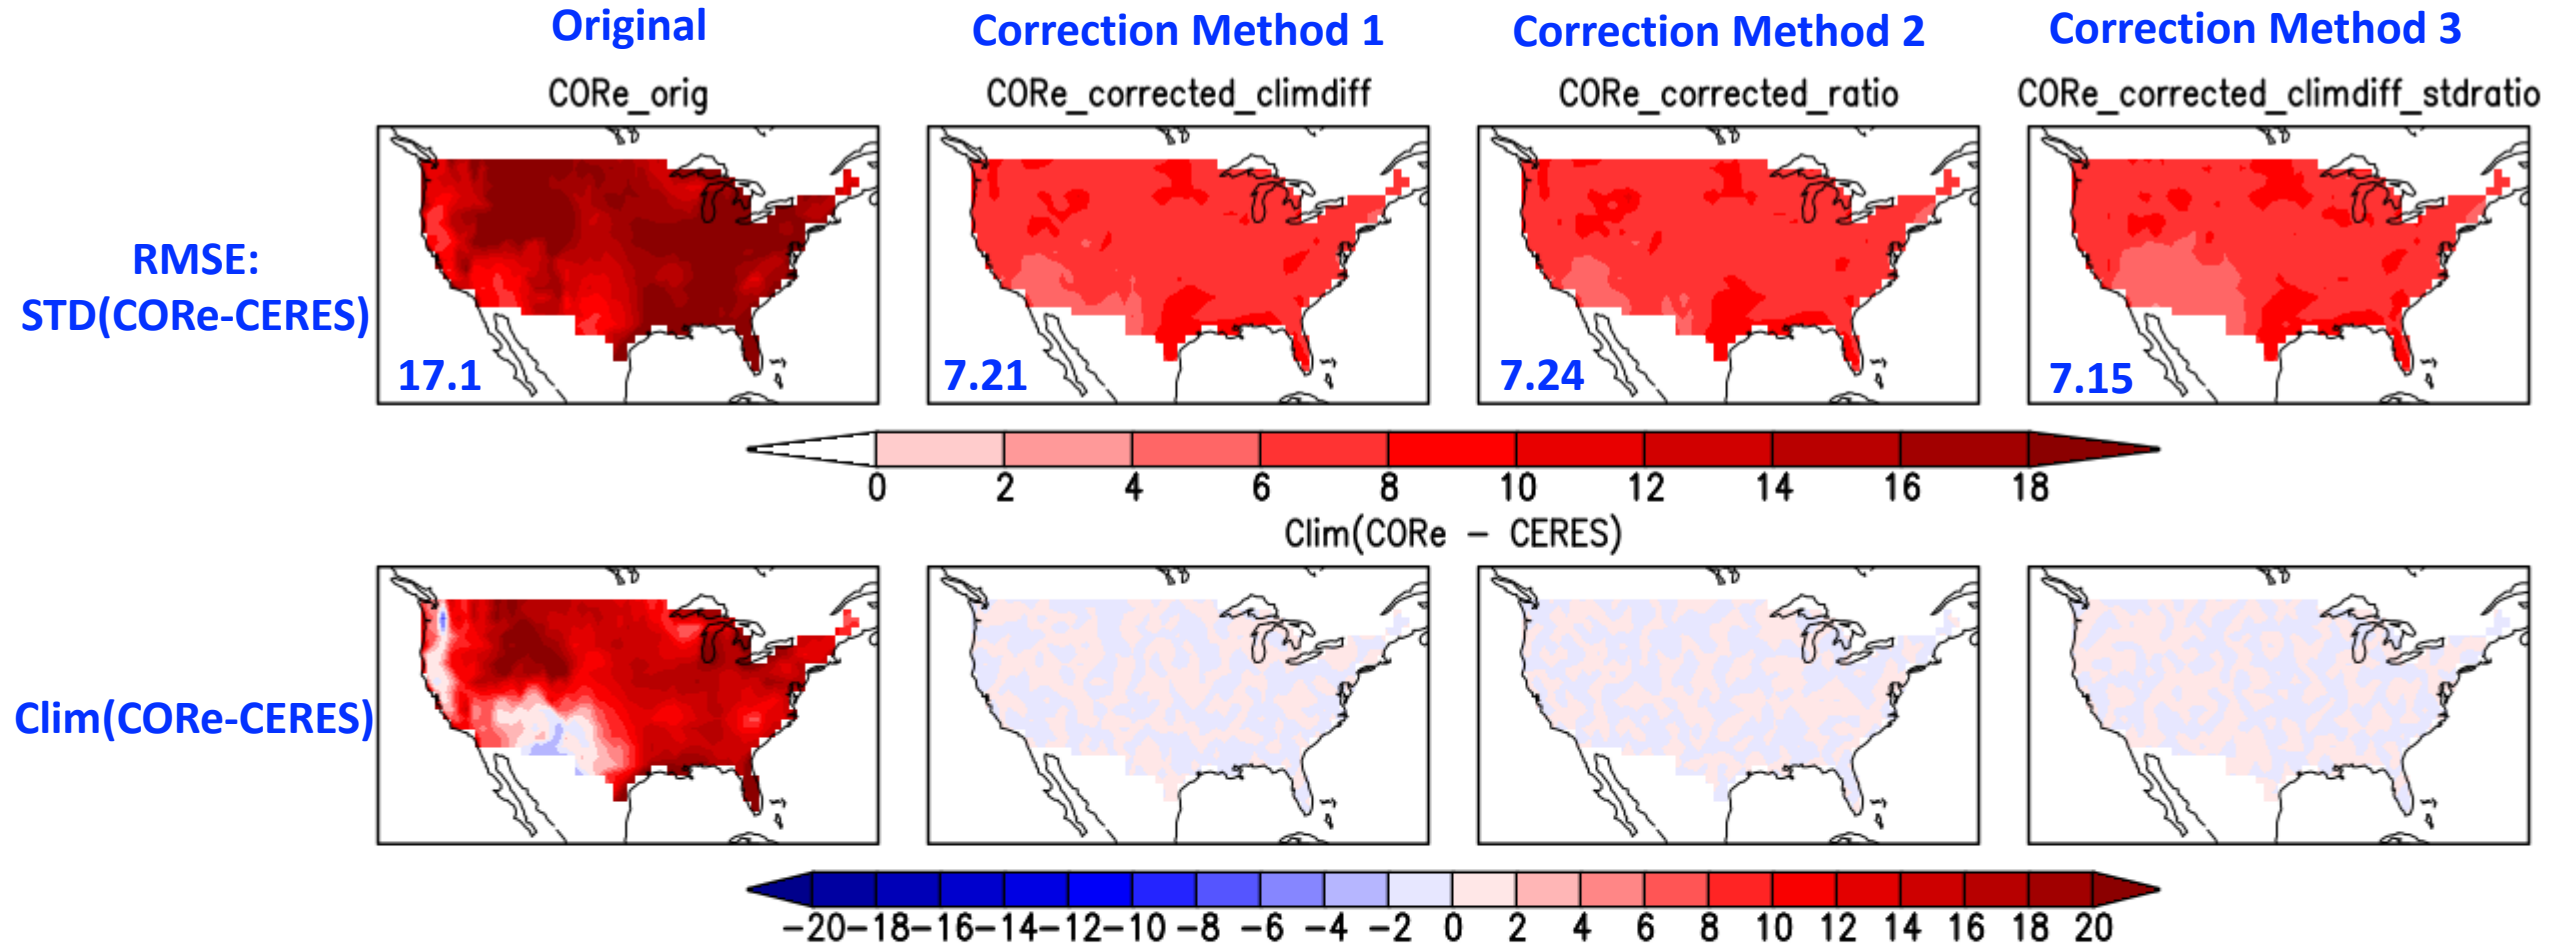 Original Correction Method 1 Correction Method 2 Correction Method 3
CORe_orig CORe_corrected_climdiff CORe_corrected_ratio CORe_corrected_climdiff_stdratio
RMSE:
STD(CORe-CERES)
17.1 7.21 7.24 7.15
0 2 4 6 8 10 12 14 16 18
Clim(CORe - CERES)
Clim(CORe-CERES)
-20 -18 -16 -14 -12 -10 -8 -6 -4 -2 0 2 4 6 8 10 12 14 16 18 20